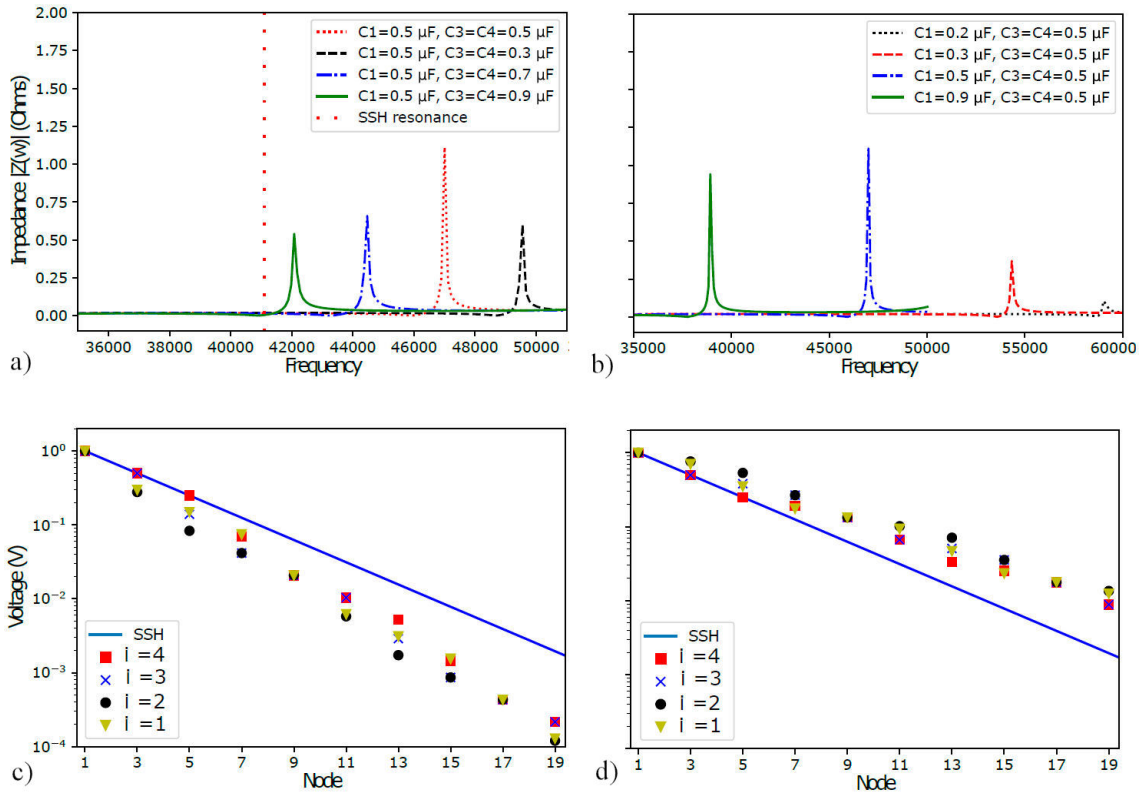 2.00
1.75
1.50
1.25
1.00
0.75
0.50
0.25
0.00
Impedance |Z(w)| (Ohms)
C1=0.5 μF, C3=C4=0.5 μF
C1=0.5 μF, C3=C4=0.3 μF
C1=0.5 μF, C3=C4=0.7 μF
C1=0.5 μF, C3=C4=0.9 μF
SSH resonance
36000 38000 40000 42000 44000 46000 48000 50000
Frequency
a)
C1=0.2 μF, C3=C4=0.5 μF
C1=0.3 μF, C3=C4=0.5 μF
C1=0.5 μF, C3=C4=0.5 μF
C1=0.9 μF, C3=C4=0.5 μF
35000 40000 45000 50000 55000 60000
Frequency
b)
10⁰
10⁻¹
10⁻²
10⁻³
10⁻⁴
Voltage (V)
SSH
i =4
i =3
i =2
i =1
1 3 5 7 9 11 13 15 17 19
Node
c)
SSH
i =4
i =3
i =2
i =1
1 3 5 7 9 11 13 15 17 19
Node
d)